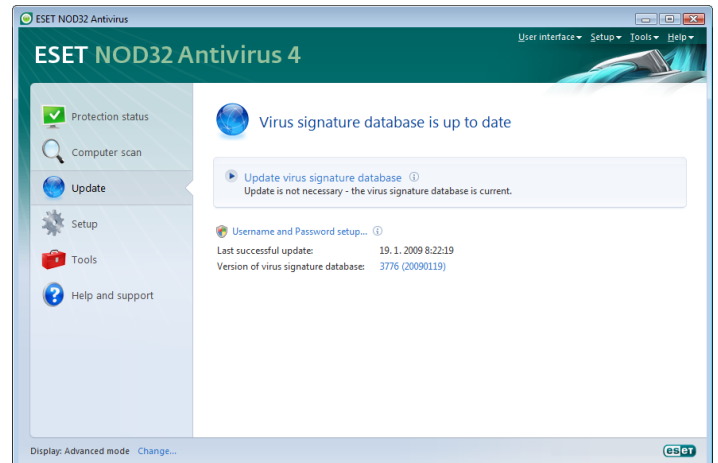 ESET NOD32 Antivirus
User interface Setup Tools Help
ESET NOD32 Antivirus 4
Protection status
Computer scan
Update
Setup
Tools
Help and support
Virus signature database is up to date
Update virus signature database
Update is not necessary - the virus signature database is current.
Username and Password setup...
Last successful update: 19. 1. 2009 8:22:19
Version of virus signature database: 3776 (20090119)
Display: Advanced mode Change...
eseT